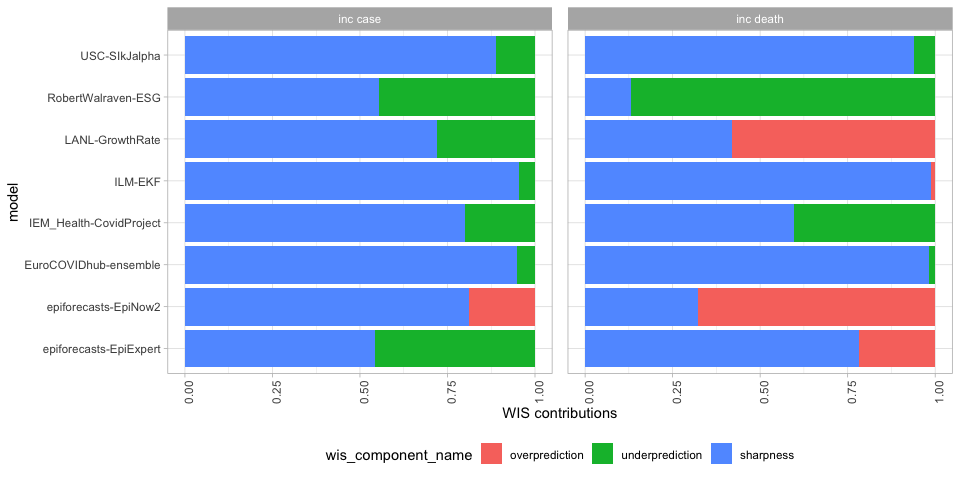 inc case
inc death
model
USC-SIkJalpha
RobertWalraven-ESG
LANL-GrowthRate
ILM-EKF
IEM_Health-CovidProject
EuroCOVIDhub-ensemble
epiforecasts-EpiNow2
epiforecasts-EpiExpert
0.00 0.25 0.50 0.75 1.00
0.00 0.25 0.50 0.75 1.00
WIS contributions
wis_component_name overprediction underprediction sharpness